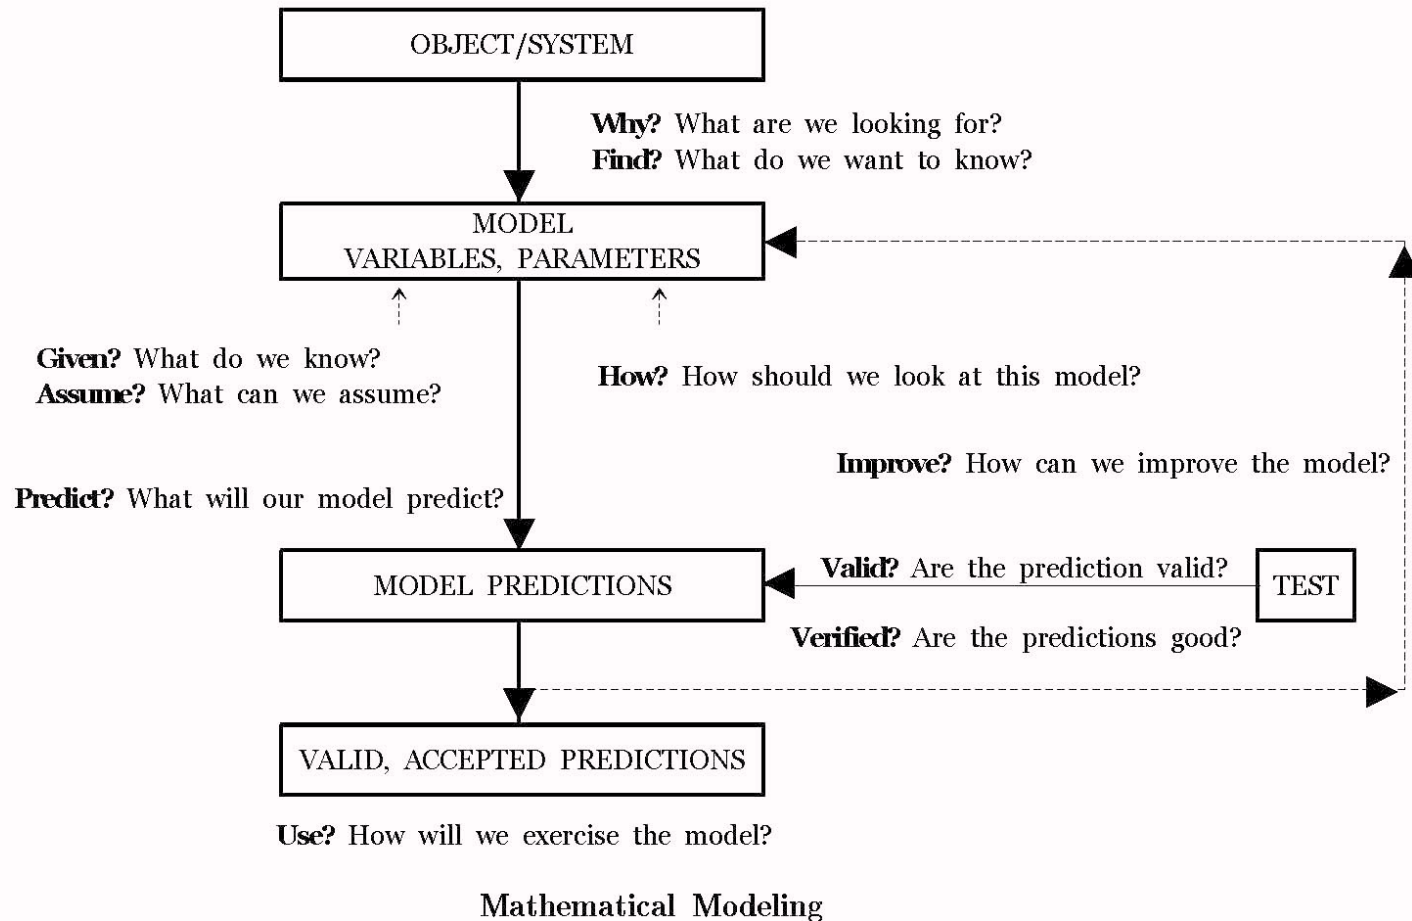 OBJECT/SYSTEM
Why? What are we looking for?
Find? What do we want to know?
MODEL
VARIABLES, PARAMETERS
Given? What do we know?
Assume? What can we assume?
How? How should we look at this model?
Improve? How can we improve the model?
Predict? What will our model predict?
Valid? Are the prediction valid?
MODEL PREDICTIONS
TEST
Verified? Are the predictions good?
VALID, ACCEPTED PREDICTIONS
Use? How will we exercise the model?
Mathematical Modeling